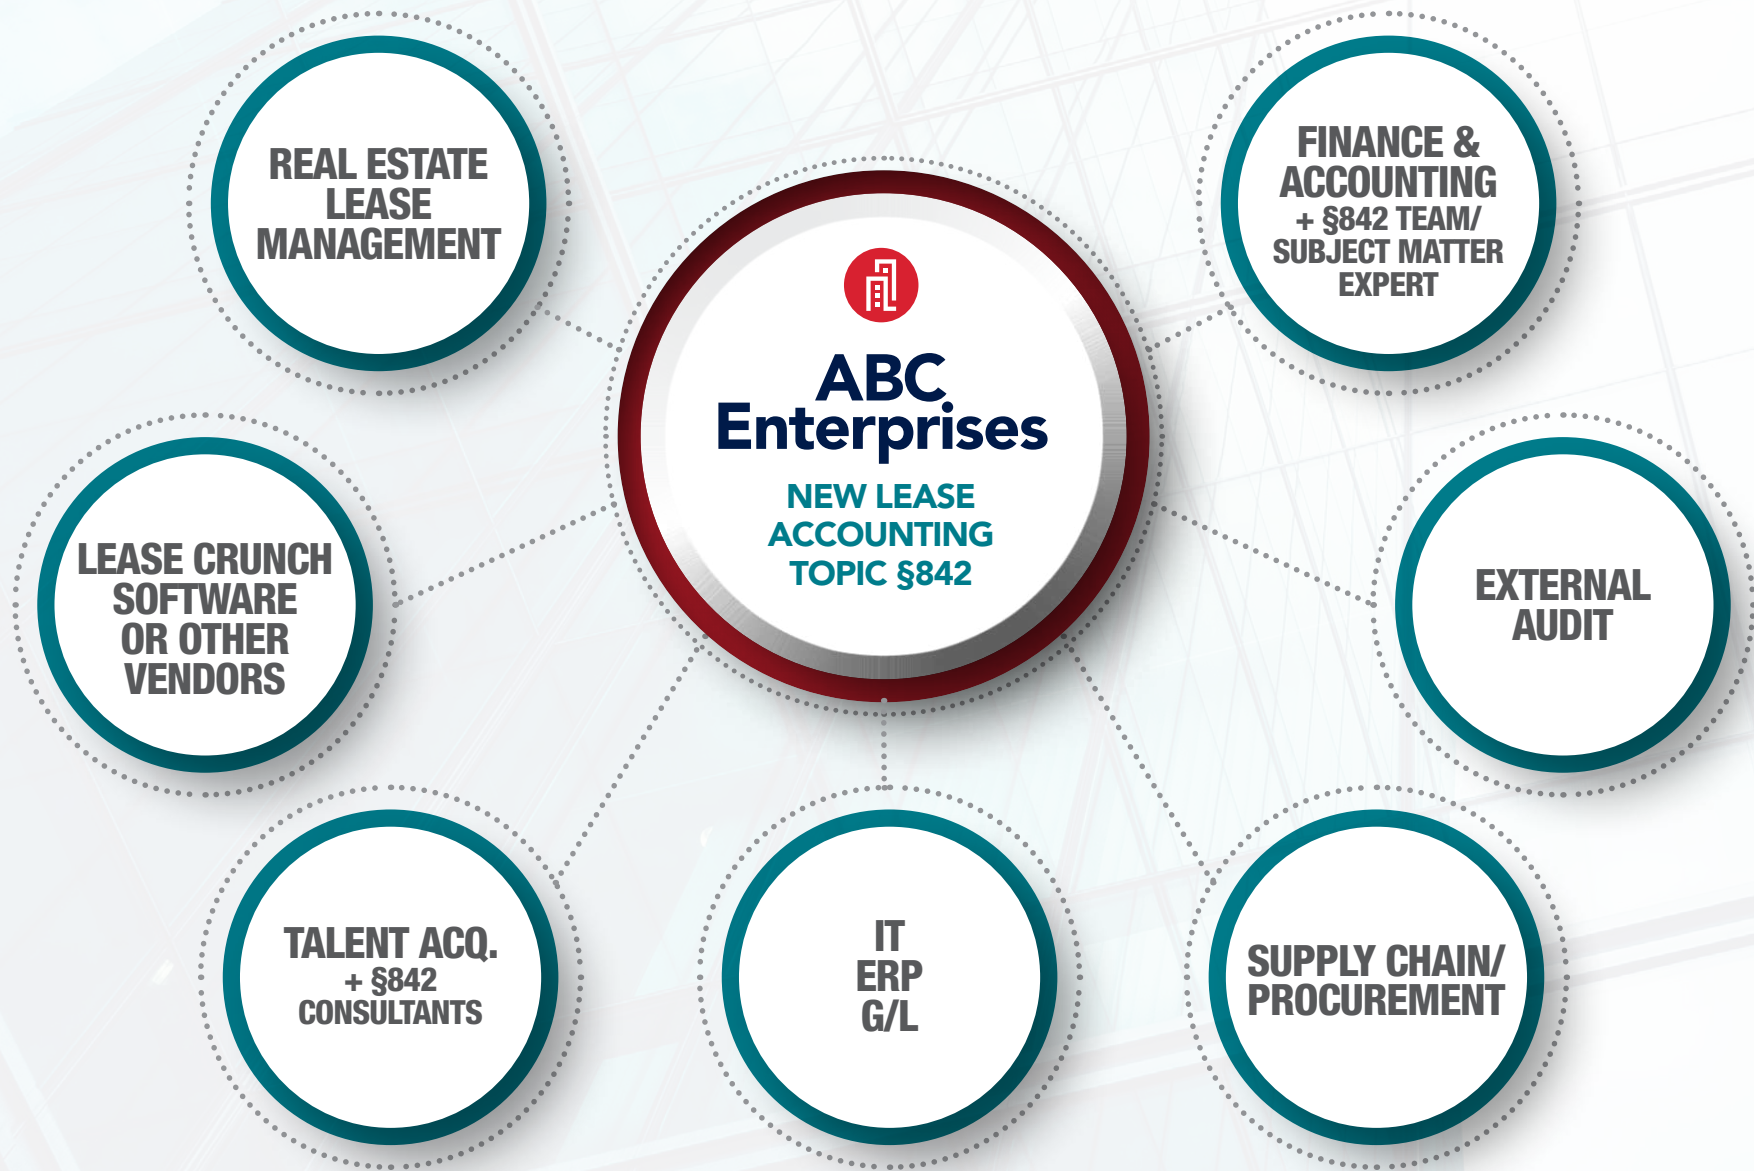 REAL ESTATE
LEASE
MANAGEMENT
FINANCE &
ACCOUNTING
+ §842 TEAM/
SUBJECT MATTER
EXPERT
ABC
Enterprises
NEW LEASE
ACCOUNTING
TOPIC §842
LEASE CRUNCH
SOFTWARE
OR OTHER
VENDORS
EXTERNAL
AUDIT
TALENT ACQ.
+ §842
CONSULTANTS
IT
ERP
G/L
SUPPLY CHAIN/
PROCUREMENT